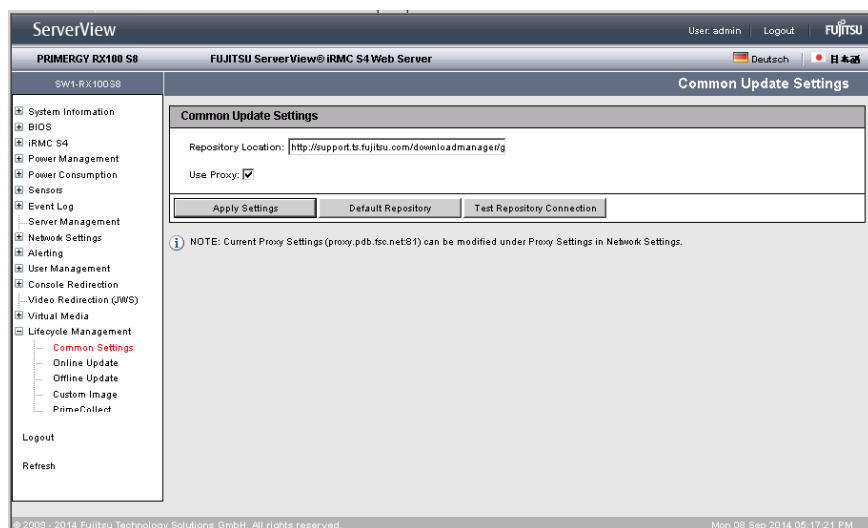 ServerView
User: admin Logout FUJITSU
PRIMERGY RX100 S8 FUJITSU ServerView® iRMC S4 Web Server Deutsch 日本語
SW1-RX100S8 Common Update Settings
System Information
BIOS
iRMC S4
Power Management
Power Consumption
Sensors
Event Log
Server Management
Network Settings
Alerting
User Management
Console Redirection
Video Redirection (JWS)
Virtual Media
Lifecycle Management
Common Settings
Online Update
Offline Update
Custom Image
PrimeCollect
Logout
Refresh
Common Update Settings
Repository Location: http://support.ts.fujitsu.com/downloadmanager/g
Use Proxy:
Apply Settings Default Repository Test Repository Connection
NOTE: Current Proxy Settings (proxy.pdb.fsc.net:81) can be modified under Proxy Settings in Network Settings.
© 2009 - 2014 Fujitsu Technology Solutions GmbH. All rights reserved. Mon 08 Sep 2014 05:17:21 PM